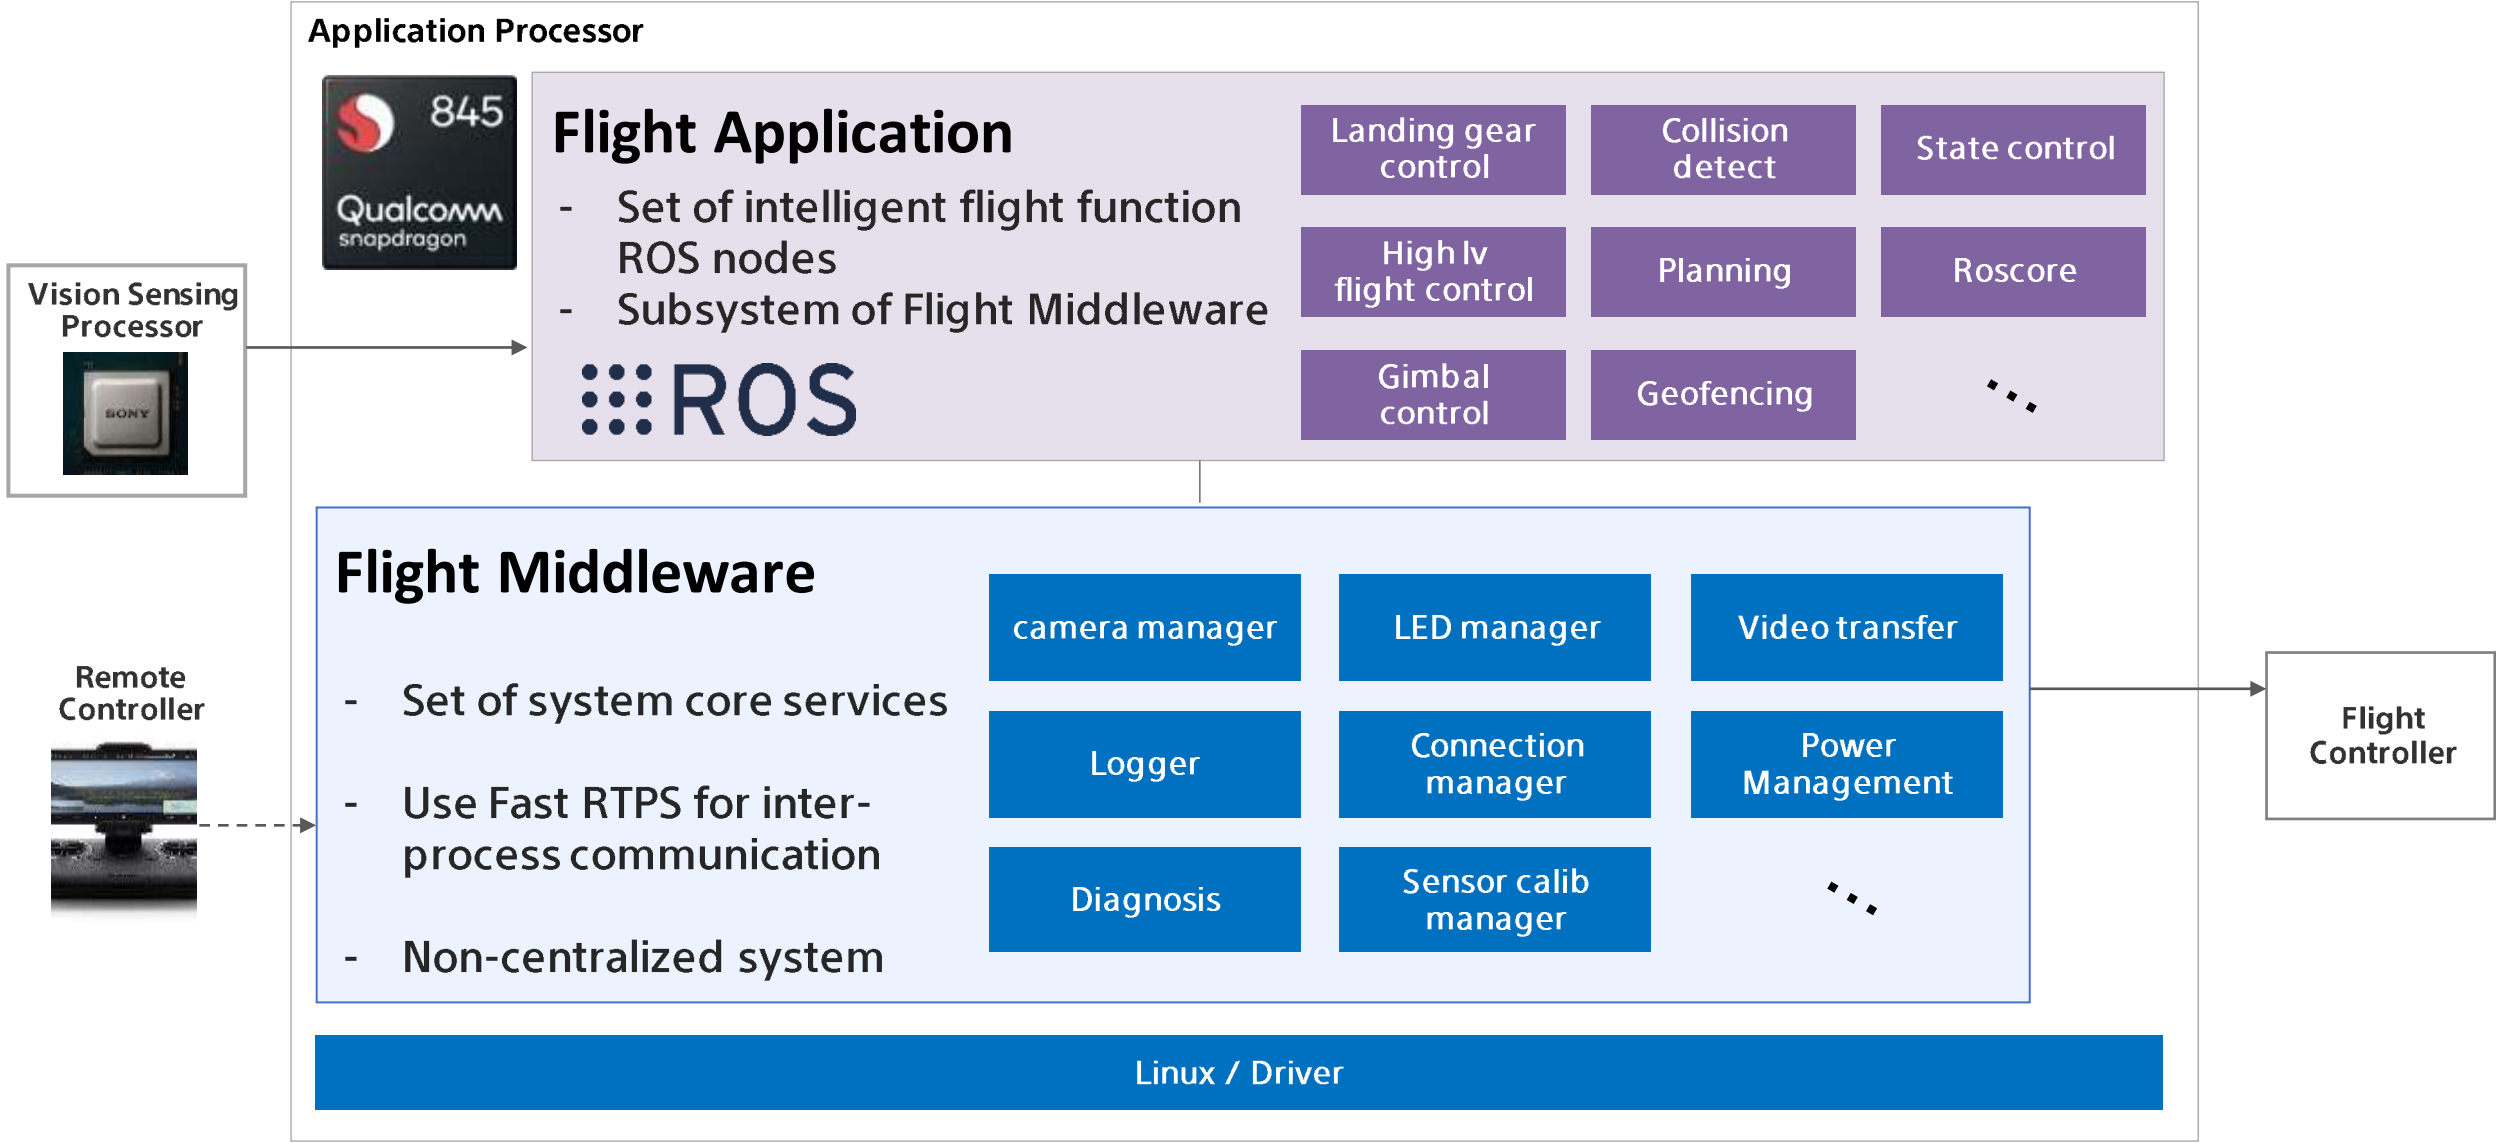 Application Processor
845
Qualcomm
snapdragon
Flight Application
- Set of intelligent flight function
ROS nodes
- Subsystem of Flight Middleware
ROS
Landing gear
control
Collision
detect
State control
High lv
flight control
Planning
Roscore
Gimbal
control
Geofencing
Vision Sensing
Processor
SONY
Flight Middleware
- Set of system core services
- Use Fast RTPS for inter-
process communication
- Non-centralized system
camera manager
LED manager
Video transfer
Logger
Connection
manager
Power
Management
Diagnosis
Sensor calib
manager
Remote
Controller
Flight
Controller
Linux / Driver